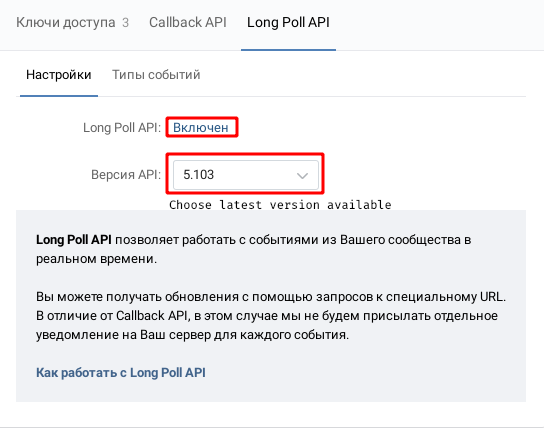 Ключи доступа 3 Callback API Long Poll API
Настройки Типы событий
Long Poll API: Включен
Версия API: 5.103
Choose latest version available
Long Poll API позволяет работать с событиями из Вашего сообщества в
реальном времени.
Вы можете получать обновления с помощью запросов к специальному URL.
В отличие от Callback API, в этом случае мы не будем присылать отдельное
уведомление на Ваш сервер для каждого события.
Как работать с Long Poll API